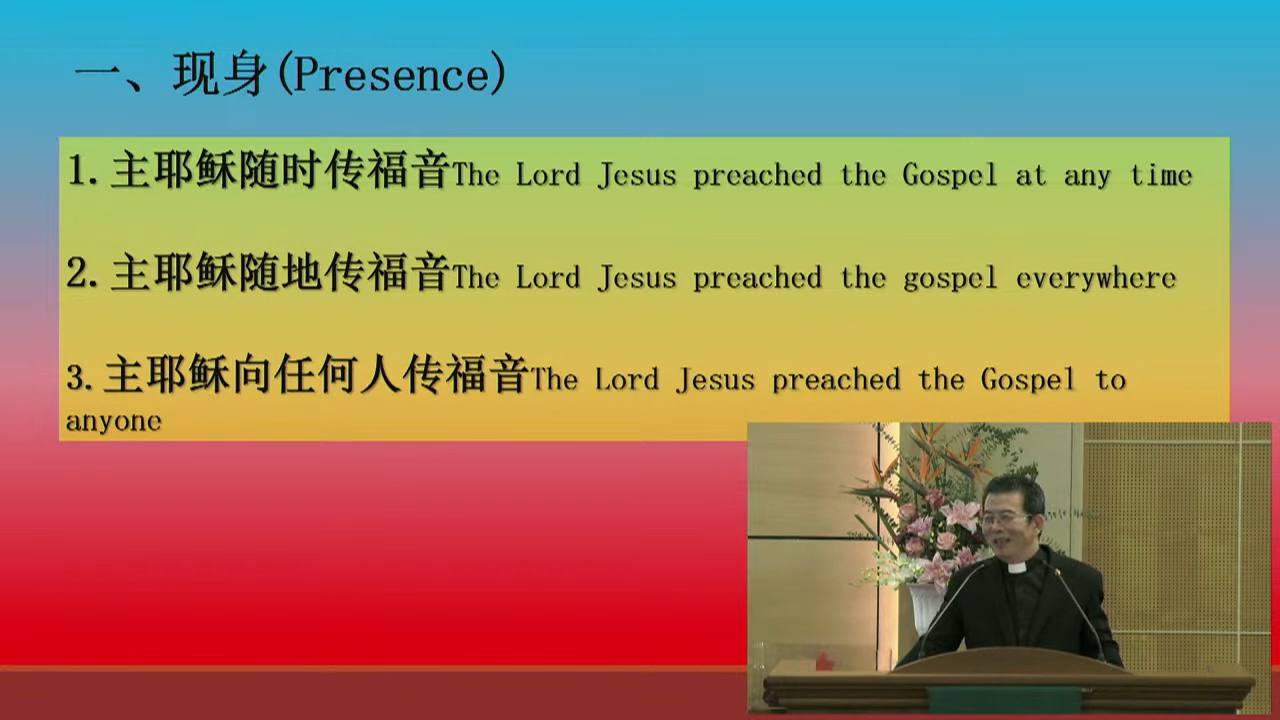 一、现身(Presence)
1.主耶稣随时传福音The Lord Jesus preached the Gospel at any time
2.主耶稣随地传福音The Lord Jesus preached the gospel everywhere
3.主耶稣向任何人传福音The Lord Jesus preached the Gospel to
anyone